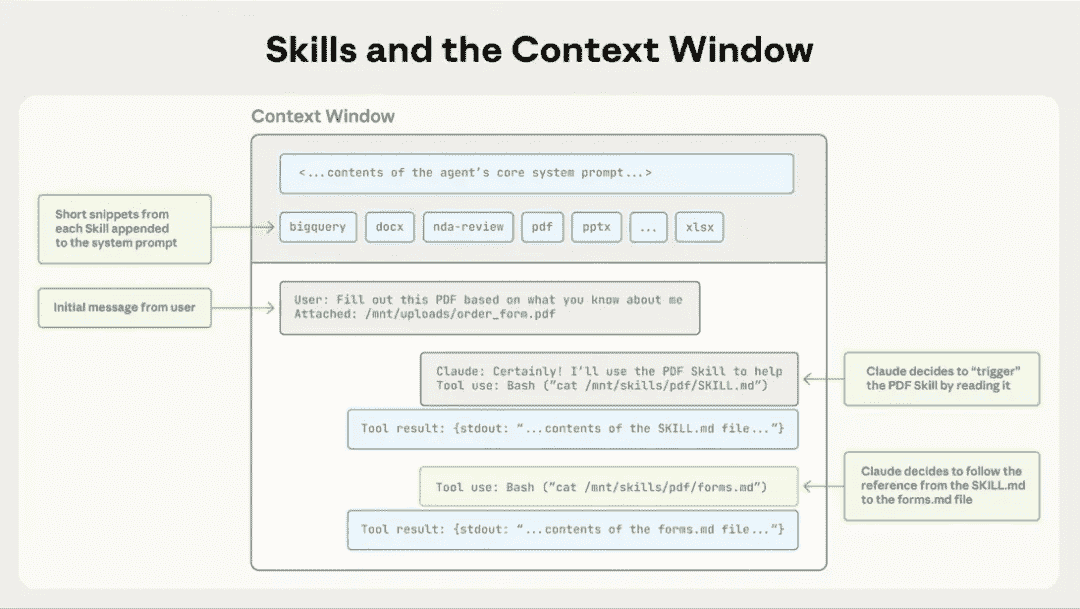 Skills and the Context Window
Context Window
<...contents of the agent's core system prompt...>
Short snippets from
each Skill appended
to the system prompt
bigquery
docx
nda-review
pdf
pptx
...
xlsx
Initial message from user
User: Fill out this PDF based on what you know about me
Attached: /mnt/uploads/order_form.pdf
Claude: Certainly! I'll use the PDF Skill to help
Tool use: Bash (“cat /mnt/skills/pdf/SKILL.md”)
Claude decides to “trigger”
the PDF Skill by reading it
Tool result: {stdout: “...contents of the SKILL.md file...”}
Tool use: Bash (“cat /mnt/skills/pdf/forms.md”)
Claude decides to follow the
reference from the SKILL.md
to the forms.md file
Tool result: {stdout: “...contents of the forms.md file...”}